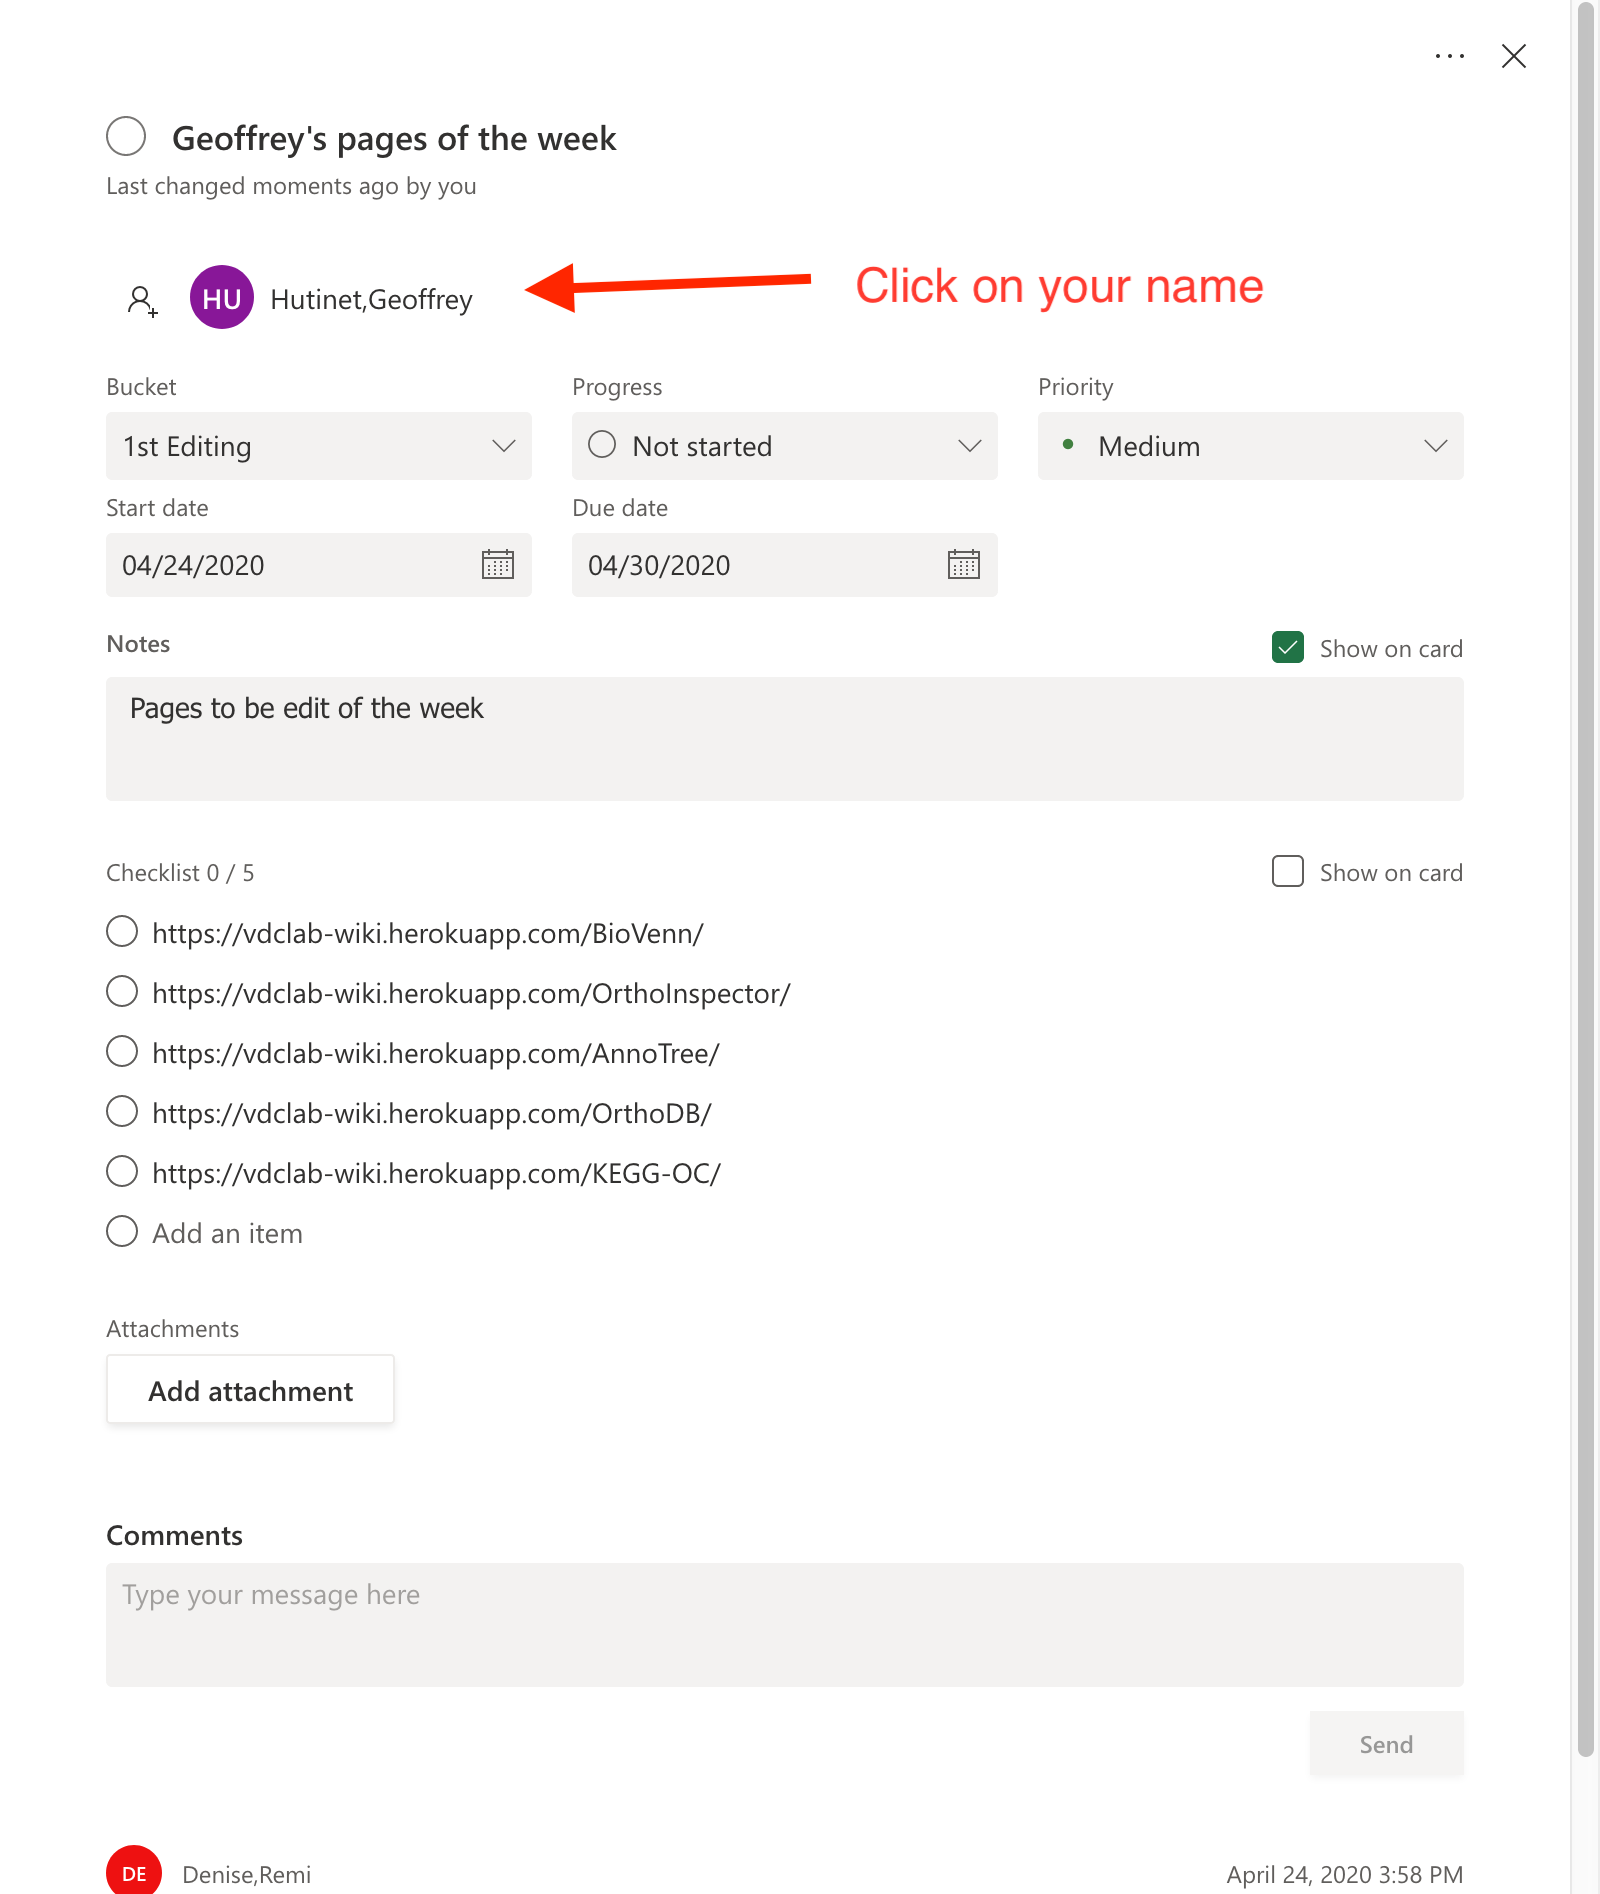 Geoffrey's pages of the week
Last changed moments ago by you
HU Hutinet,Geoffrey
Click on your name
Bucket Progress Priority
1st Editing Not started Medium
Start date Due date
04/24/2020 04/30/2020
Notes Show on card
Pages to be edit of the week
Checklist 0 / 5 Show on card
https://vdclab-wiki.herokuapp.com/BioVenn/
https://vdclab-wiki.herokuapp.com/OrthoInspector/
https://vdclab-wiki.herokuapp.com/AnnoTree/
https://vdclab-wiki.herokuapp.com/OrthoDB/
https://vdclab-wiki.herokuapp.com/KEGG-OC/
Add an item
Attachments
Add attachment
Comments
Type your message here
Send
DE Denise,Remi April 24, 2020 3:58 PM